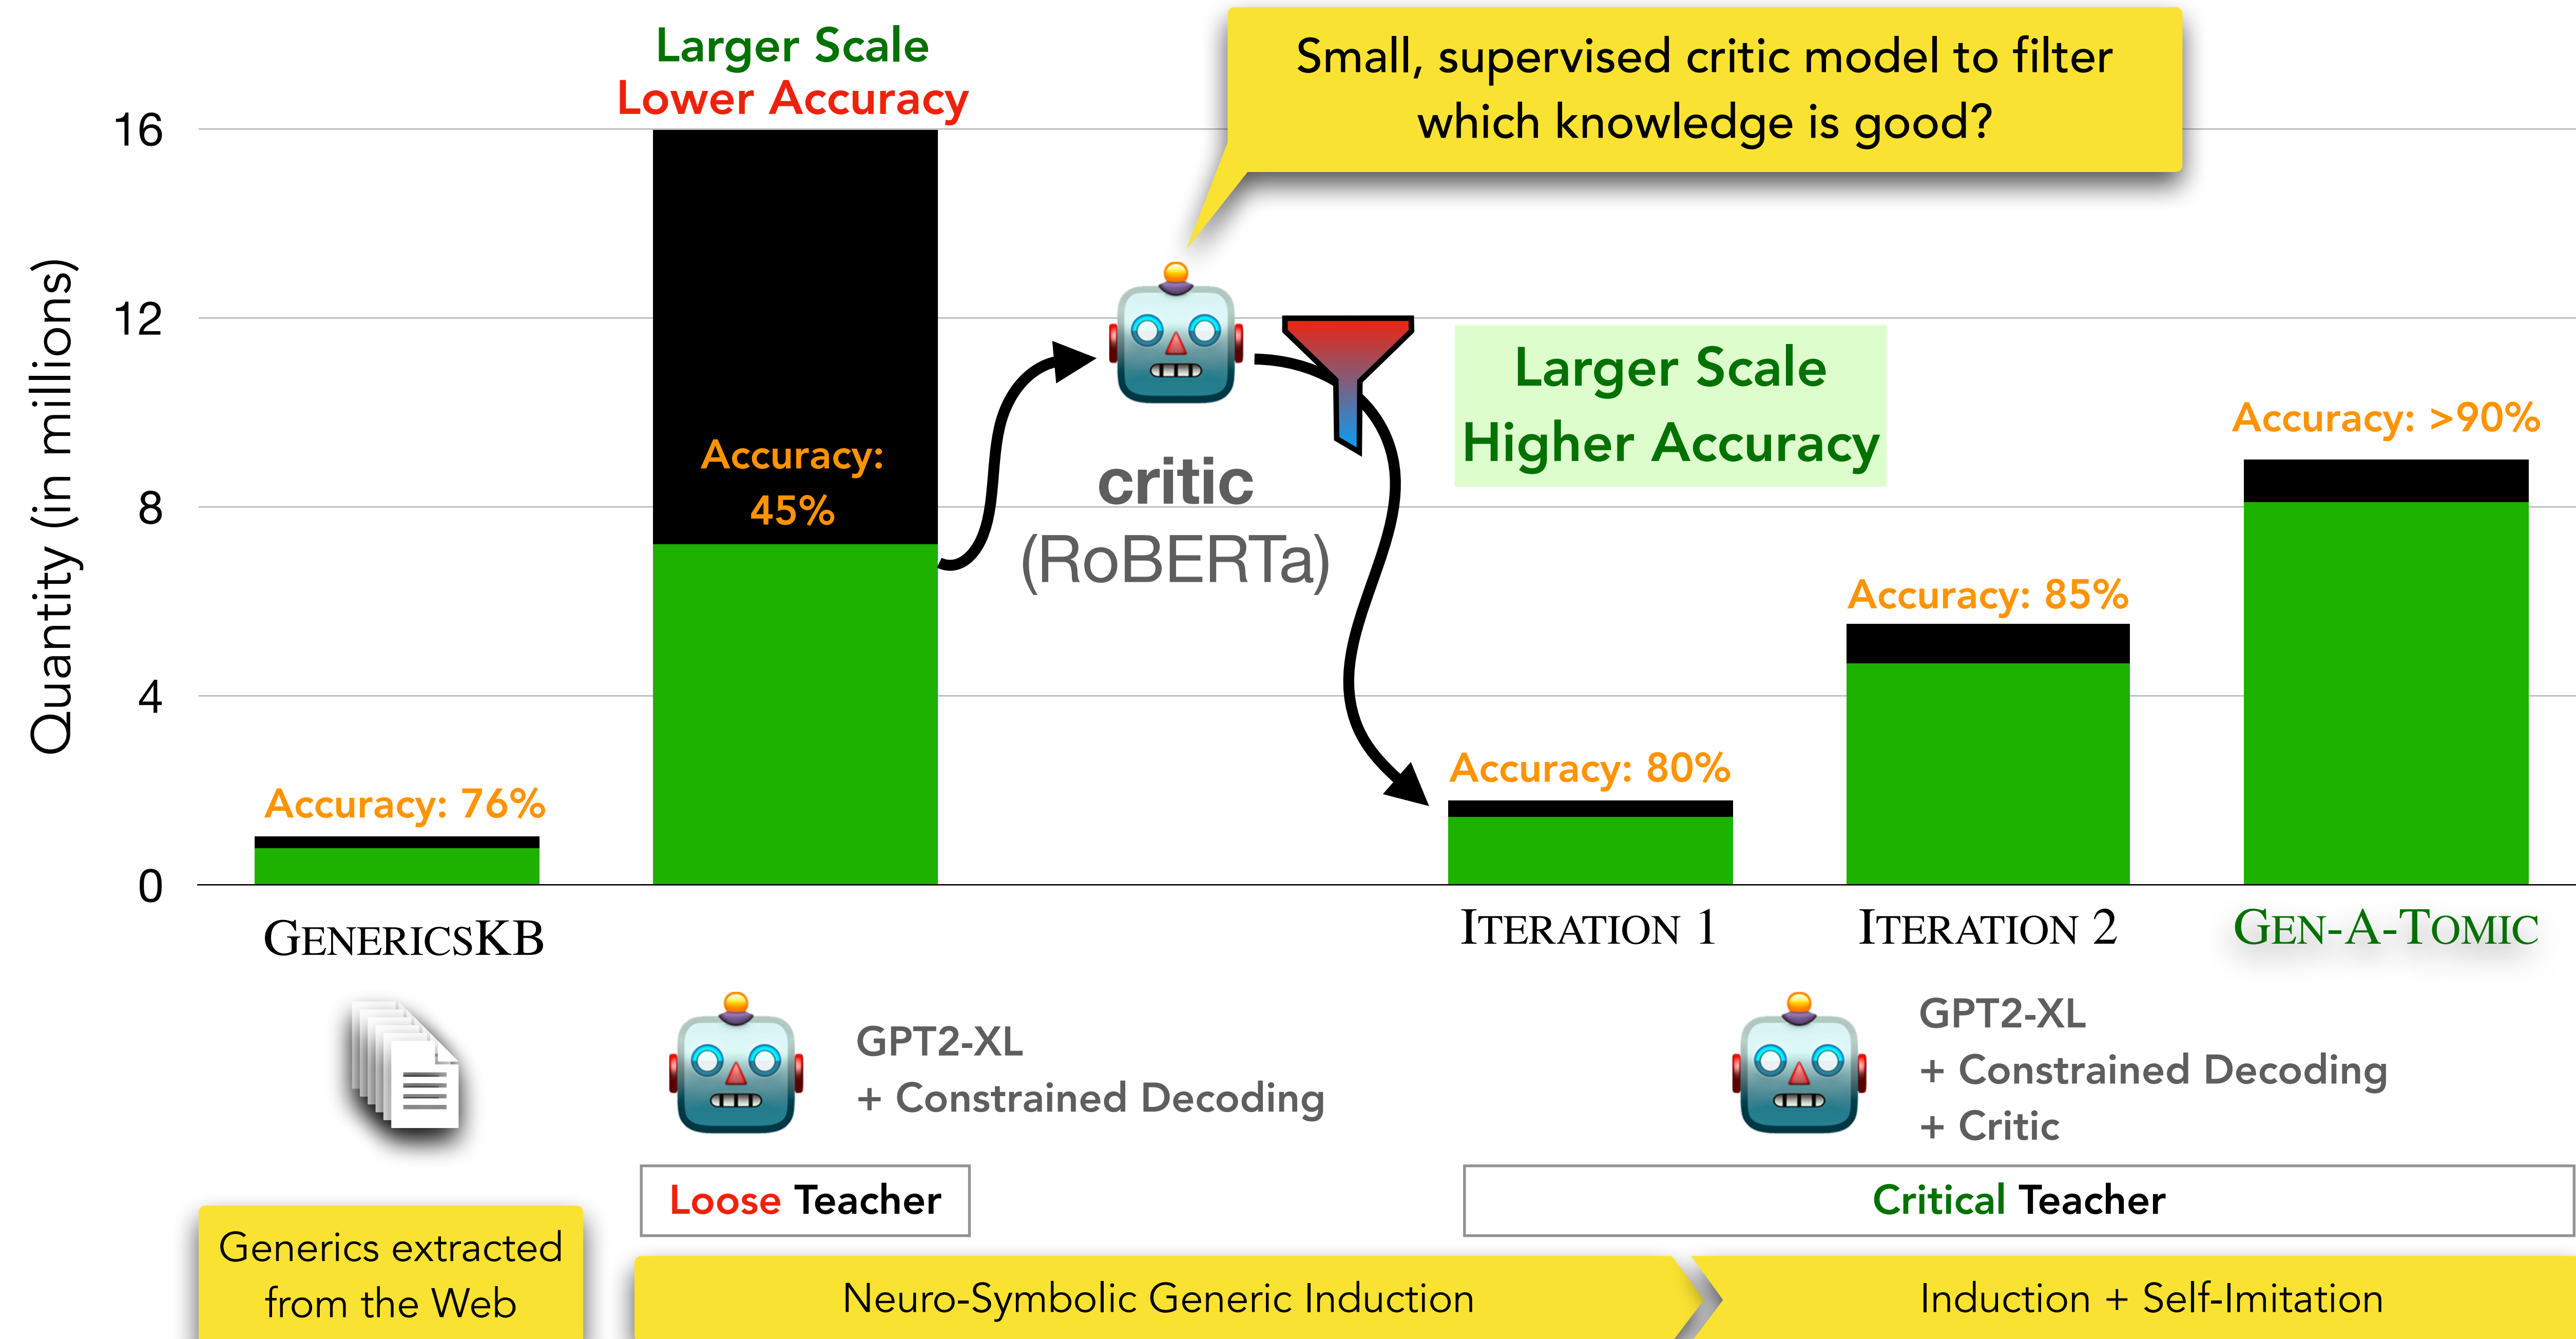 Larger Scale
Lower Accuracy
Small, supervised critic model to filter
which knowledge is good?
Quantity (in millions)
16
12
8
4
0
Accuracy: 76%
Accuracy:
45%
critic
(RoBERTa)
Larger Scale
Higher Accuracy
Accuracy: 80%
Accuracy: 85%
Accuracy: >90%
GENERICSKB
ITERATION 1
ITERATION 2
GEN-A-TOMIC
GPT2-XL
+ Constrained Decoding
GPT2-XL
+ Constrained Decoding
+ Critic
Loose Teacher
Critical Teacher
Generics extracted
from the Web
Neuro-Symbolic Generic Induction
Induction + Self-Imitation